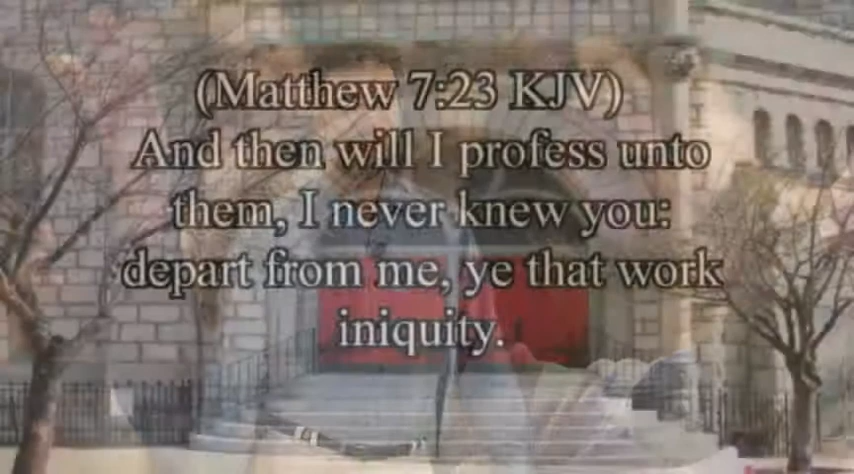 (Matthew 7:23 KJV)
And then will I profess unto
them, I never knew you:
depart from me, ye that work
iniquity.